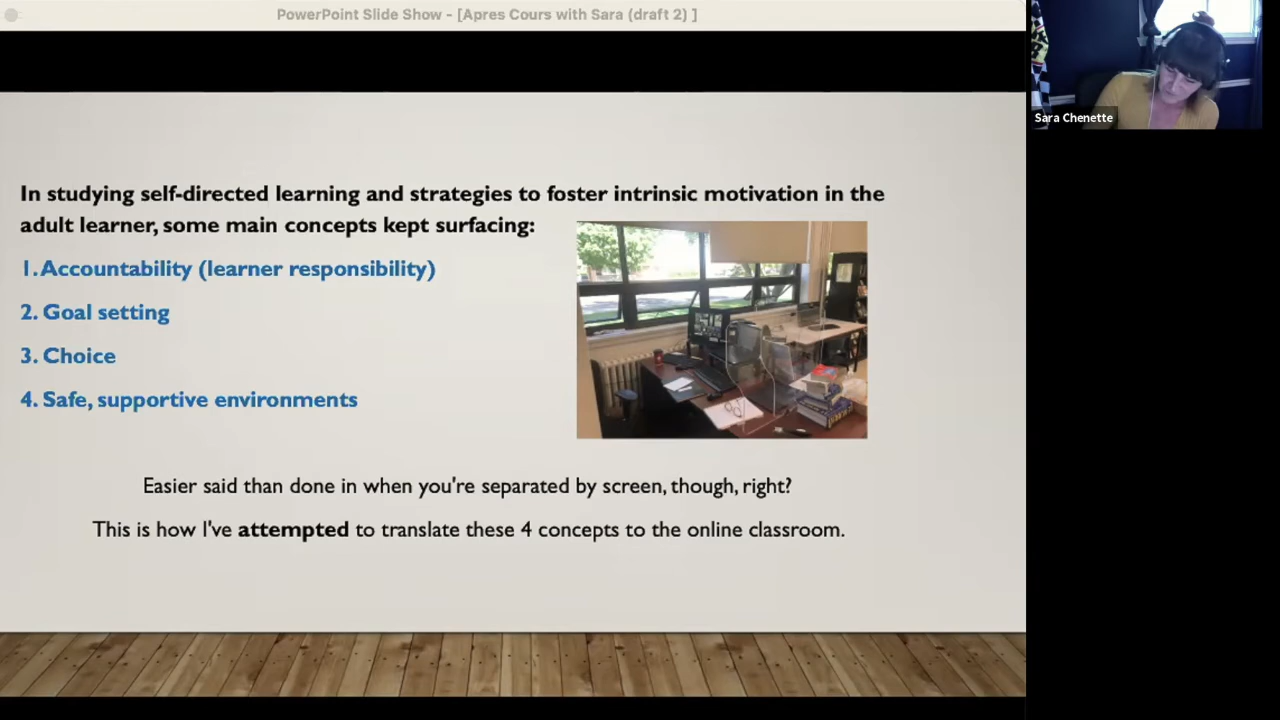 PowerPoint Slide Show - [Apres Cours with Sara (draft 2) ]
Sara Chenette
In studying self-directed learning and strategies to foster intrinsic motivation in the
adult learner, some main concepts kept surfacing:
1. Accountability (learner responsibility)
2. Goal setting
3. Choice
4. Safe, supportive environments
Easier said than done in when you're separated by screen, though, right?
This is how I've attempted to translate these 4 concepts to the online classroom.